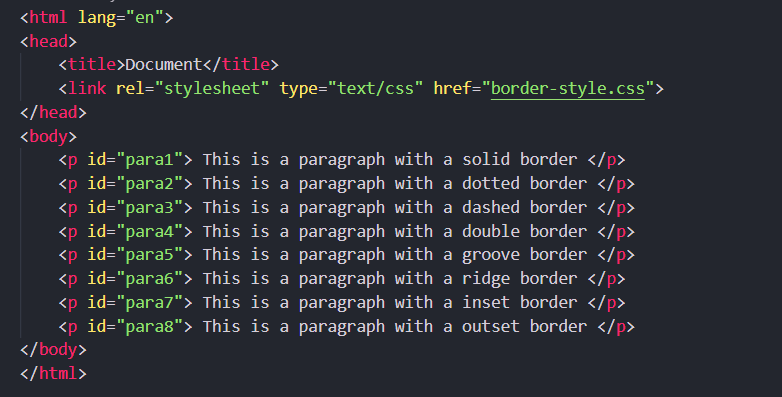 <html lang="en">
<head>
    <title>Document</title>
    <link rel="stylesheet" type="text/css" href="border-style.css">
</head>
<body>
    <p id="para1"> This is a paragraph with a solid border </p>
    <p id="para2"> This is a paragraph with a dotted border </p>
    <p id="para3"> This is a paragraph with a dashed border </p>
    <p id="para4"> This is a paragraph with a double border </p>
    <p id="para5"> This is a paragraph with a groove border </p>
    <p id="para6"> This is a paragraph with a ridge border </p>
    <p id="para7"> This is a paragraph with a inset border </p>
    <p id="para8"> This is a paragraph with a outset border </p>
</body>
</html>